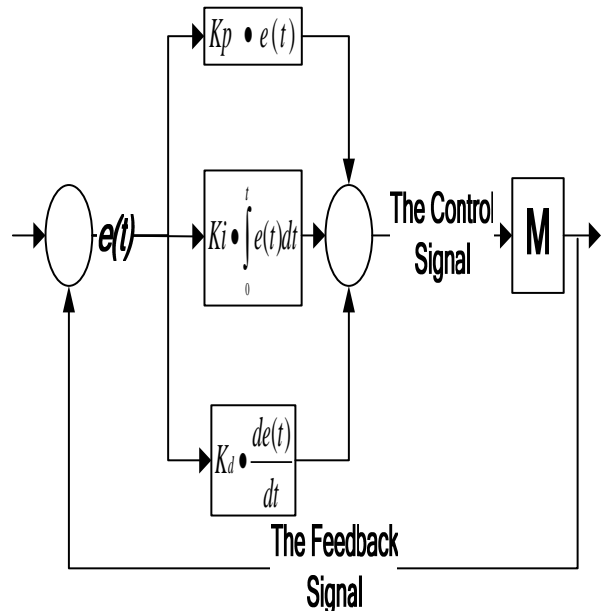 Kp • e(t)
e(t)
Ki • ∫₀ᵗ e(t)dt
The Control
Signal
M
Kd • de(t)/dt
The Feedback
Signal